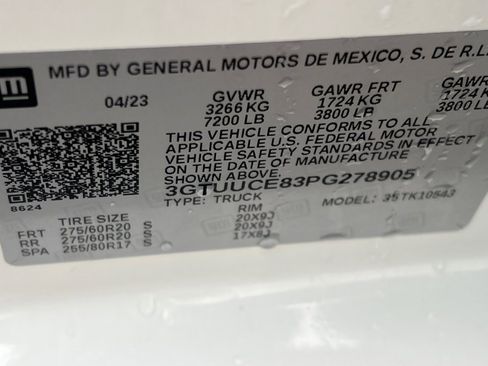 gm MFD BY GENERAL MOTORS DE MEXICO, S. DE R.L.
04/23 GVWR GAWR FRT GAWR
3266 KG 1724 KG 1724
7200 LB 3800 LB 3800 LB
THIS VEHICLE CONFORMS TO ALL
APPLICABLE U.S. FEDERAL MOTOR
VEHICLE SAFETY STANDARDS IN EFFECT
ON THE DATE OF MANUFACTURE
3GTUUCE83PG278905
TYPE: TRUCK MODEL: 35TK10543
8624
TIRE SIZE RIM
FRT 275/60R20 S 20X9J
RR 275/60R20 S 20X9J
SPA 255/80R17 S 17X8J